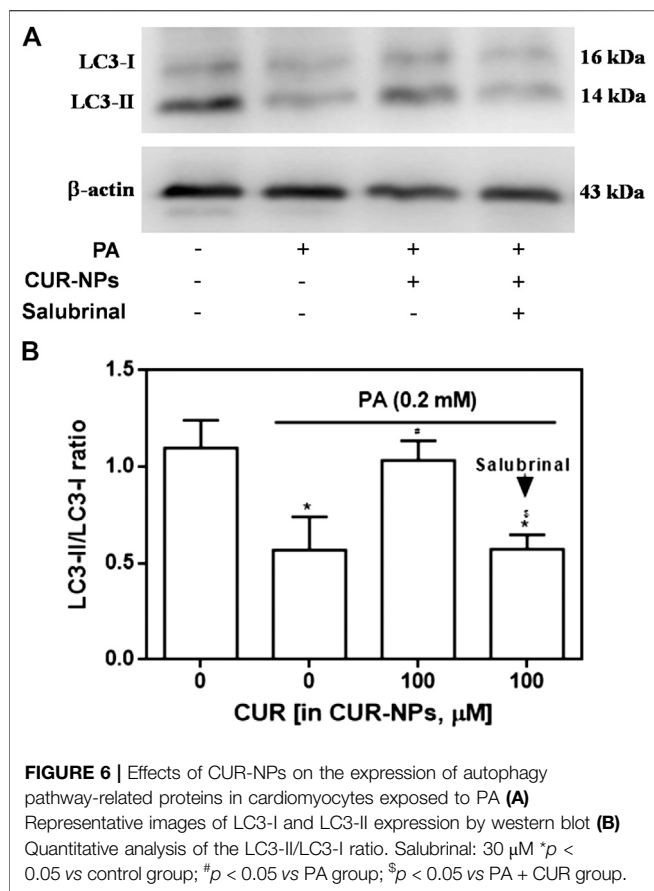 A
LC3-I 16 kDa
LC3-II 14 kDa
β-actin 43 kDa
PA - + + +
CUR-NPs - - + +
Salubrinal - - - +
B
1.5
PA (0.2 mM)
#
1.0
Salubrinal
$
* *
LC3-II/LC3-I ratio
0.5
0.0
0 0 100 100
CUR [in CUR-NPs, μM]
FIGURE 6 | Effects of CUR-NPs on the expression of autophagy
pathway-related proteins in cardiomyocytes exposed to PA (A)
Representative images of LC3-I and LC3-II expression by western blot (B)
Quantitative analysis of the LC3-II/LC3-I ratio. Salubrinal: 30 μM *p <
0.05 vs control group; #p < 0.05 vs PA group; $p < 0.05 vs PA + CUR group.